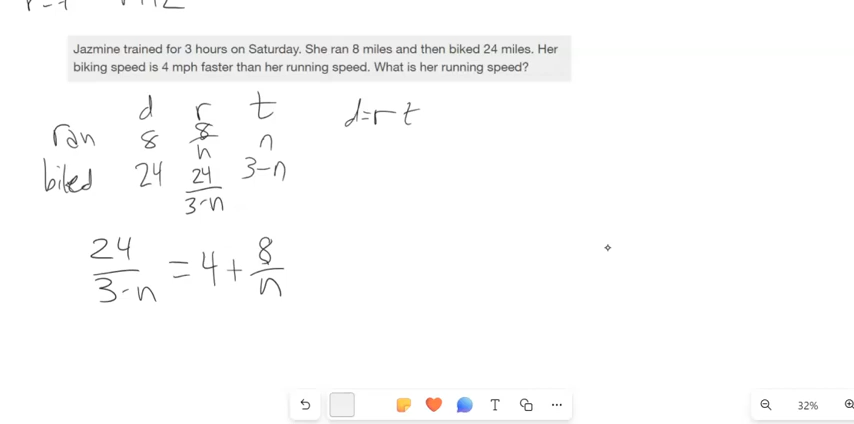 Jazmine trained for 3 hours on Saturday. She ran 8 miles and then biked 24 miles. Her
biking speed is 4 mph faster than her running speed. What is her running speed?
d r t d=rt
ran 8 8/n n
biked 24 24/3-n 3-n
24/3-n = 4 + 8/n
T
32%